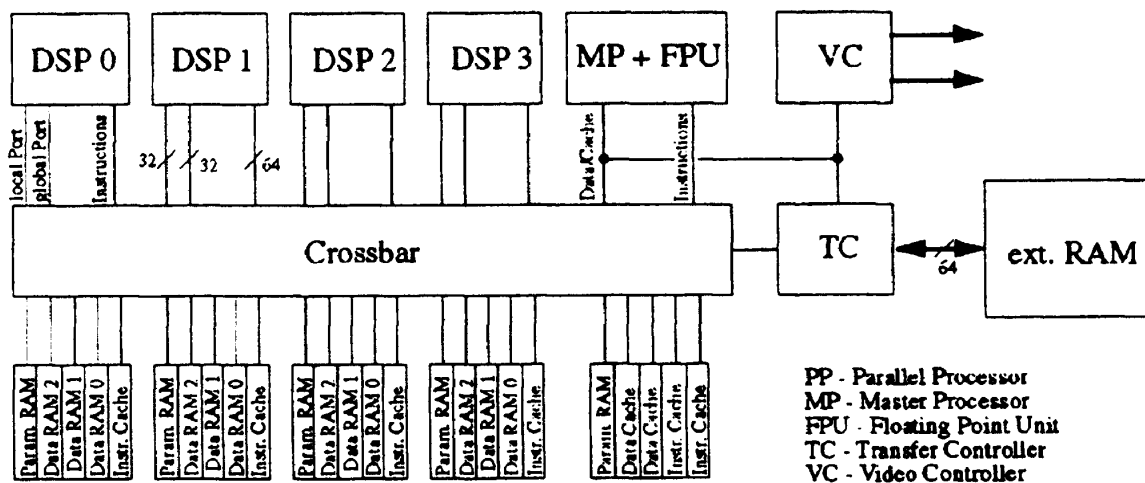 DSP 0
DSP 1
DSP 2
DSP 3
MP + FPU
VC
local Port
global Port
Instructions
32
32
64
Data/Cache
Instructions
Crossbar
TC
64
ext. RAM
Param. RAM
Data RAM 2
Data RAM 1
Data RAM 0
Instr. Cache
Param. RAM
Data RAM 2
Data RAM 1
Data RAM 0
Instr. Cache
Param. RAM
Data RAM 2
Data RAM 1
Data RAM 0
Instr. Cache
Param. RAM
Data RAM 2
Data RAM 1
Data RAM 0
Instr. Cache
Param. RAM
Data Cache
Data Cache
Instr. Cache
Instr. Cache
PP - Parallel Processor
MP - Master Processor
FPU - Floating Point Unit
TC - Transfer Controller
VC - Video Controller